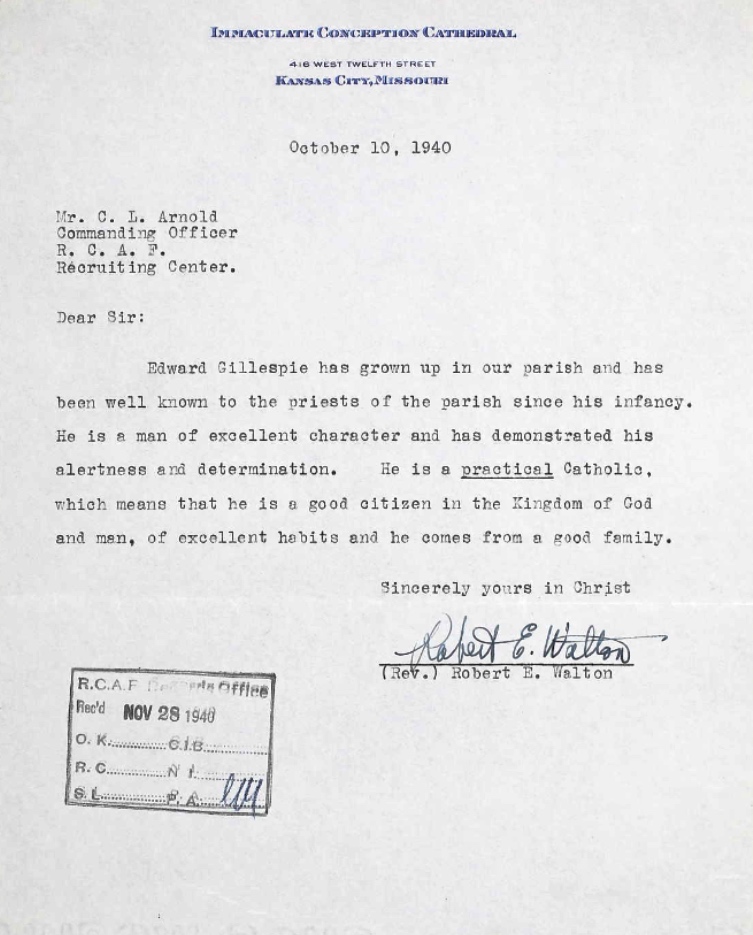 IMMACULATE CONCEPTION CATHEDRAL
416 WEST TWELFTH STREET
KANSAS CITY, MISSOURI
October 10, 1940
Mr. C. L. Arnold
Commanding Officer
R. C. A. F.
Recruiting Center.
Dear Sir:
Edward Gillespie has grown up in our parish and has
been well known to the priests of the parish since his infancy.
He is a man of excellent character and has demonstrated his
alertness and determination. He is a practical Catholic,
which means that he is a good citizen in the Kingdom of God
and man, of excellent habits and he comes from a good family.
Sincerely yours in Christ
Robert E. Walton
(Rev.) Robert E. Walton
R.C.A.F Records Office
Rec'd NOV 28 1940
O. K. C.I.B.
R. C. N I.
S. L. P. A.